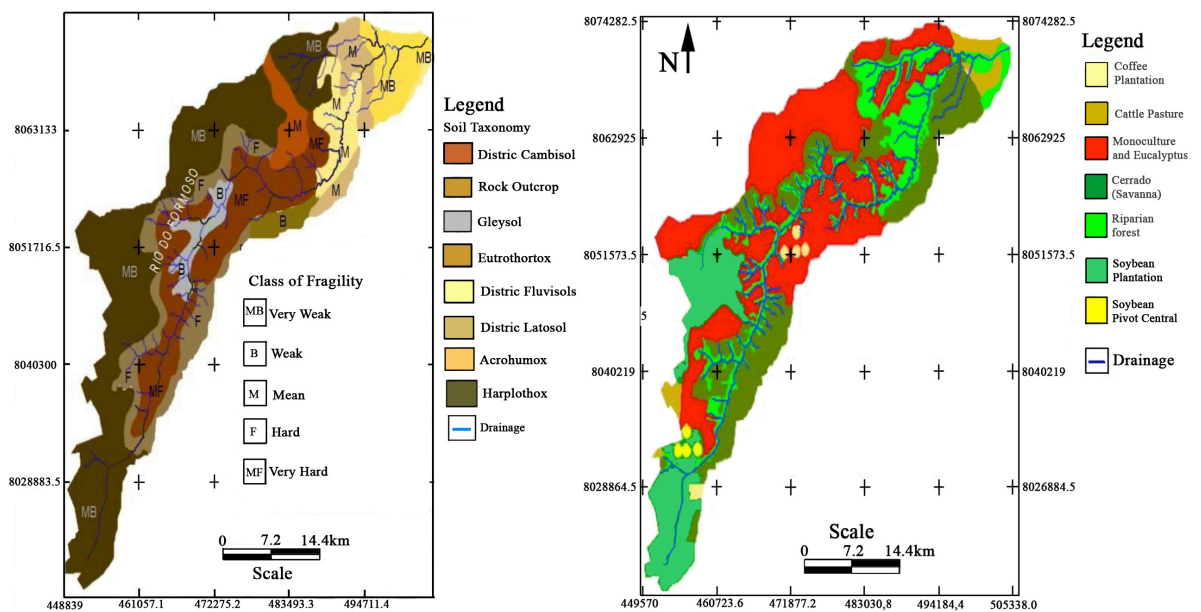 8063133
8051716.5
8040300
8028883.5
448839
461057.1
472275.2
483493.3
494711.4
RIO DO FORMOSO
MB
MB
MB
MB
MB
MB
MB
M
M
M
M
M
MF
MF
MF
F
F
F
F
B
B
B
Class of Fragility
MB Very Weak
B Weak
M Mean
F Hard
MF Very Hard
0 7.2 14.4km
Scale
Legend
Soil Taxonomy
Distric Cambisol
Rock Outcrop
Gleysol
Eutrothortox
Distric Fluvisols
Distric Latosol
Acrohumox
Harplothox
Drainage
8074282.5
8062925
8051573.5
5
8040219
8028864.5
N
8074282.5
8062925
8051573.5
8040219
8026884.5
Scale
0 7.2 14.4km
449570
460723.6
471877.2
483030,8
494184,4
505338.0
Legend
Coffee
Plantation
Cattle Pasture
Monoculture
and Eucalyptus
Cerrado
(Savanna)
Riparian
forest
Soybean
Plantation
Soybean
Pivot Central
Drainage